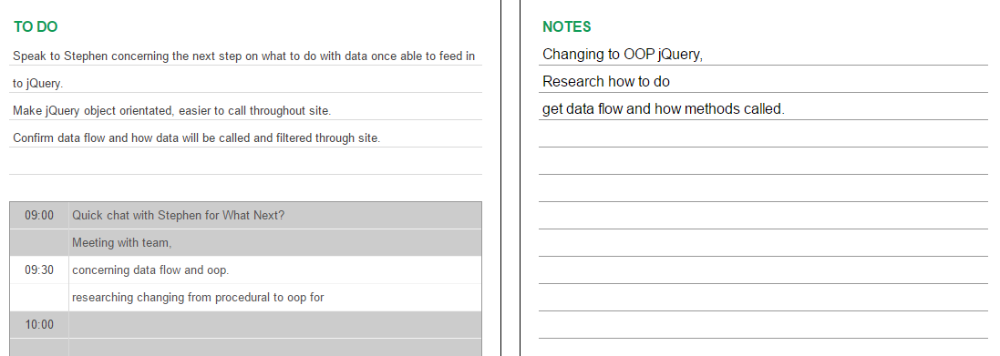 TO DO
Speak to Stephen concerning the next step on what to do with data once able to feed in
to jQuery.
Make jQuery object orientated, easier to call throughout site.
Confirm data flow and how data will be called and filtered through site.
09:00 Quick chat with Stephen for What Next?
Meeting with team,
09:30 concerning data flow and oop.
researching changing from procedural to oop for
10:00
NOTES
Changing to OOP jQuery,
Research how to do
get data flow and how methods called.